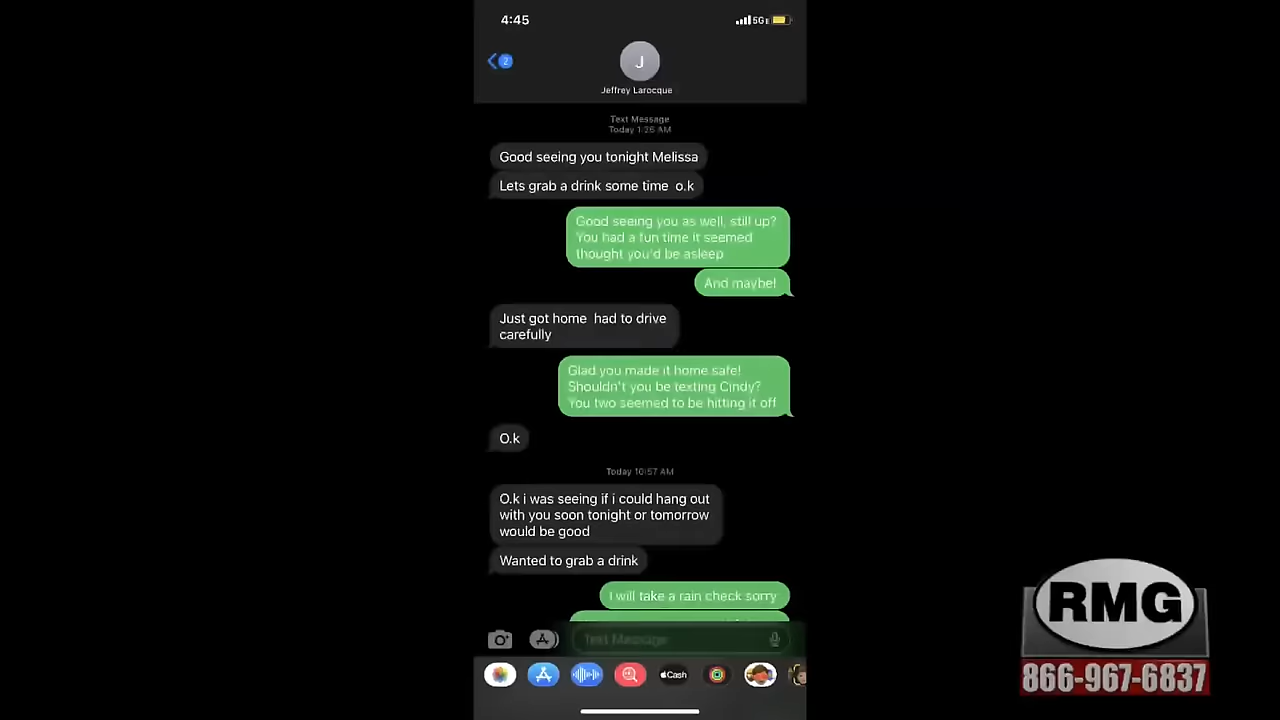 4:45
5GE
2
J
Jeffrey Larocque
Text Message
Today 1:26 AM
Good seeing you tonight Melissa
Lets grab a drink some time o.k
Good seeing you as well, still up?
You had a fun time it seemed
thought you'd be asleep
And maybe!
Just got home had to drive
carefully
Glad you made it home safe!
Shouldn't you be texting Cindy?
You two seemed to be hitting it off
O.k
Today 10:57 AM
O.k i was seeing if i could hang out
with you soon tonight or tomorrow
would be good
Wanted to grab a drink
I will take a rain check sorry
Text Message
Cash
RMG
866-967-6837